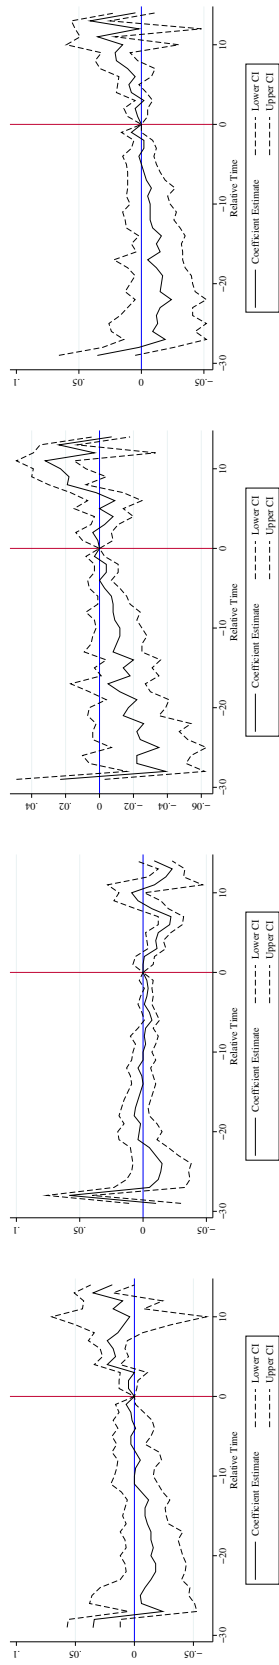 .1
.05
0
−.05
−30 −20 −10 0 10
Relative Time
Coefficient Estimate Lower CI
Upper CI
.1
.05
0
−.05
−30 −20 −10 0 10
Relative Time
Coefficient Estimate Lower CI
Upper CI
.04
.02
0
−.02
−.04
−.06
−30 −20 −10 0 10
Relative Time
Coefficient Estimate Lower CI
Upper CI
.1
.05
0
−.05
−30 −20 −10 0 10
Relative Time
Coefficient Estimate Lower CI
Upper CI